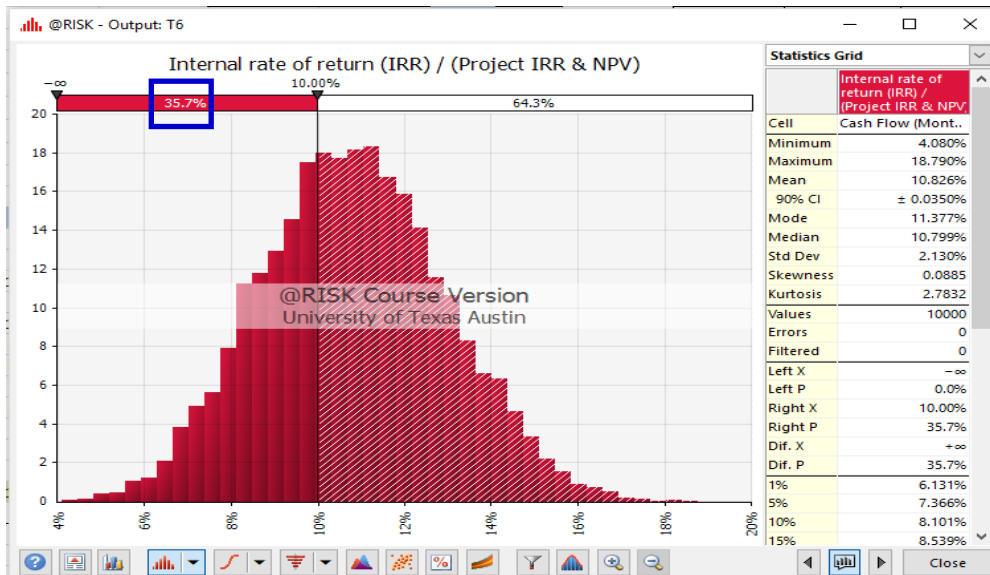 @RISK - Output: T6
Internal rate of return (IRR) / (Project IRR & NPV)
-∞
10.00%
35.7%
64.3%
20
18
16
14
12
10
8
6
4
2
0
4%
6%
8%
10%
12%
14%
16%
18%
20%
@RISK Course Version
University of Texas Austin
Statistics Grid
Internal rate of
return (IRR) /
(Project IRR & NPV)
Cell Cash Flow (Mont..
Minimum 4.080%
Maximum 18.790%
Mean 10.826%
90% CI ± 0.0350%
Mode 11.377%
Median 10.799%
Std Dev 2.130%
Skewness 0.0885
Kurtosis 2.7832
Values 10000
Errors 0
Filtered 0
Left X -∞
Left P 0.0%
Right X 10.00%
Right P 35.7%
Dif. X +∞
Dif. P 35.7%
1% 6.131%
5% 7.366%
10% 8.101%
15% 8.539%
Close